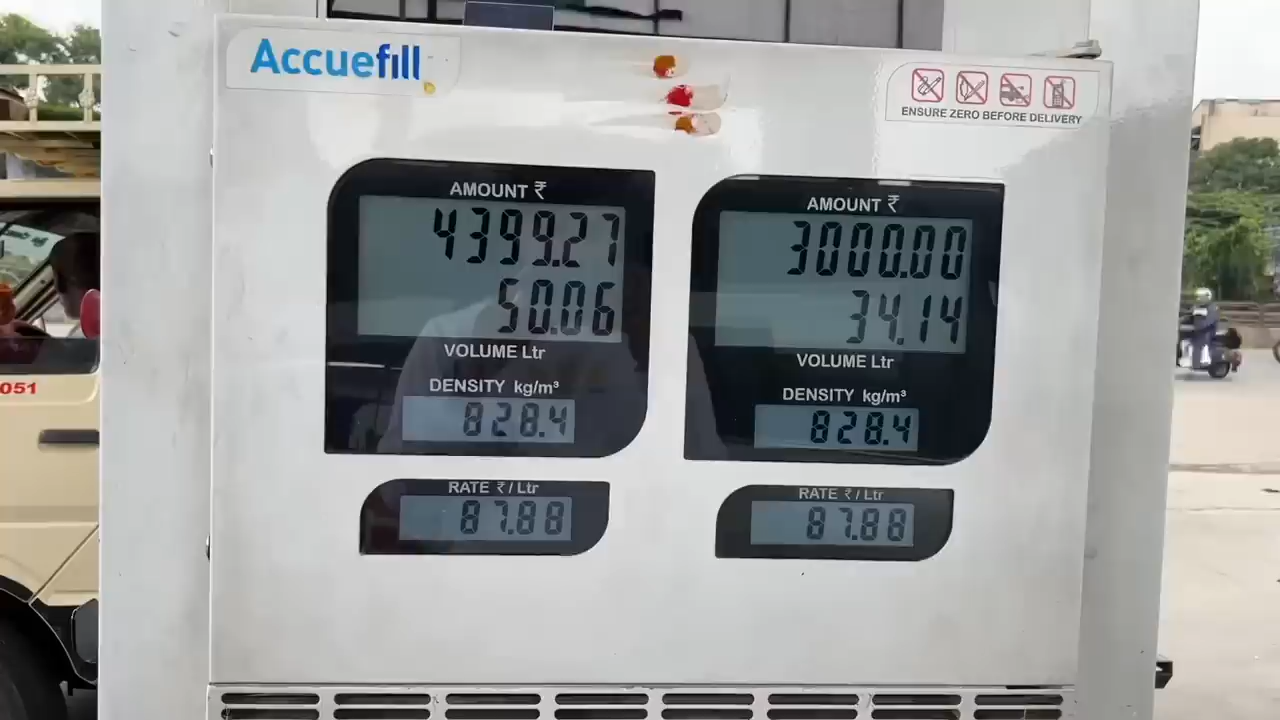 Accuefill
ENSURE ZERO BEFORE DELIVERY
AMOUNT ₹
4399.27
50.06
VOLUME Ltr
DENSITY kg/m³
828.4
RATE ₹/Ltr
87.88
AMOUNT ₹
3000.00
34.14
VOLUME Ltr
DENSITY kg/m³
828.4
RATE ₹/Ltr
87.88
051